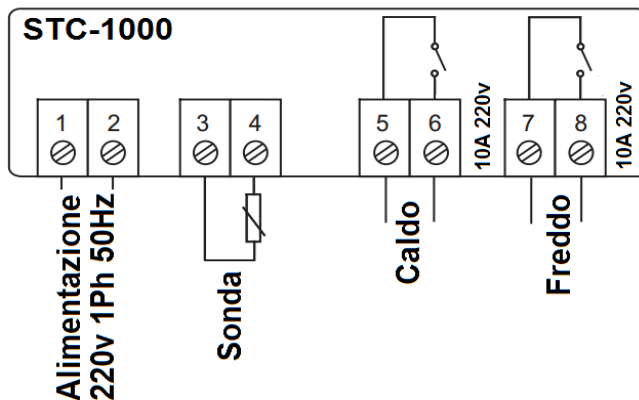 STC-1000
1 2 3 4 5 6 7 8
10A 220v
10A 220v
Alimentazione
220v 1Ph 50Hz
Sonda
Caldo
Freddo